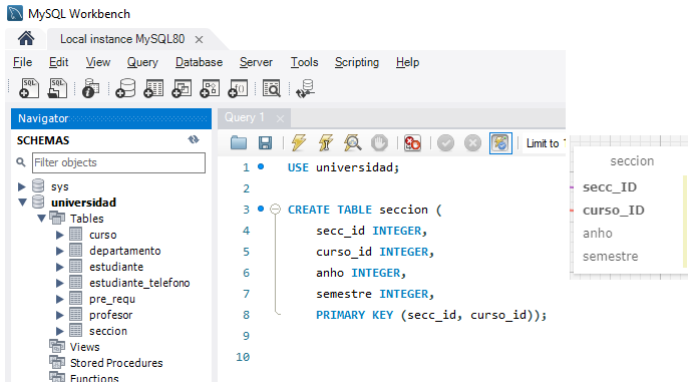 MySQL Workbench
Local instance MySQL80 ×
File Edit View Query Database Server Tools Scripting Help
Navigator
SCHEMAS
Filter objects
sys
universidad
Tables
curso
departamento
estudiante
estudiante_telefono
pre_requ
profesor
seccion
Views
Stored Procedures
Functions
Query 1 ×
Limit to
1 USE universidad;
2
3 CREATE TABLE seccion (
4 secc_id INTEGER,
5 curso_id INTEGER,
6 anho INTEGER,
7 semestre INTEGER,
8 PRIMARY KEY (secc_id, curso_id));
9
10
seccion
secc_ID
curso_ID
anho
semestre